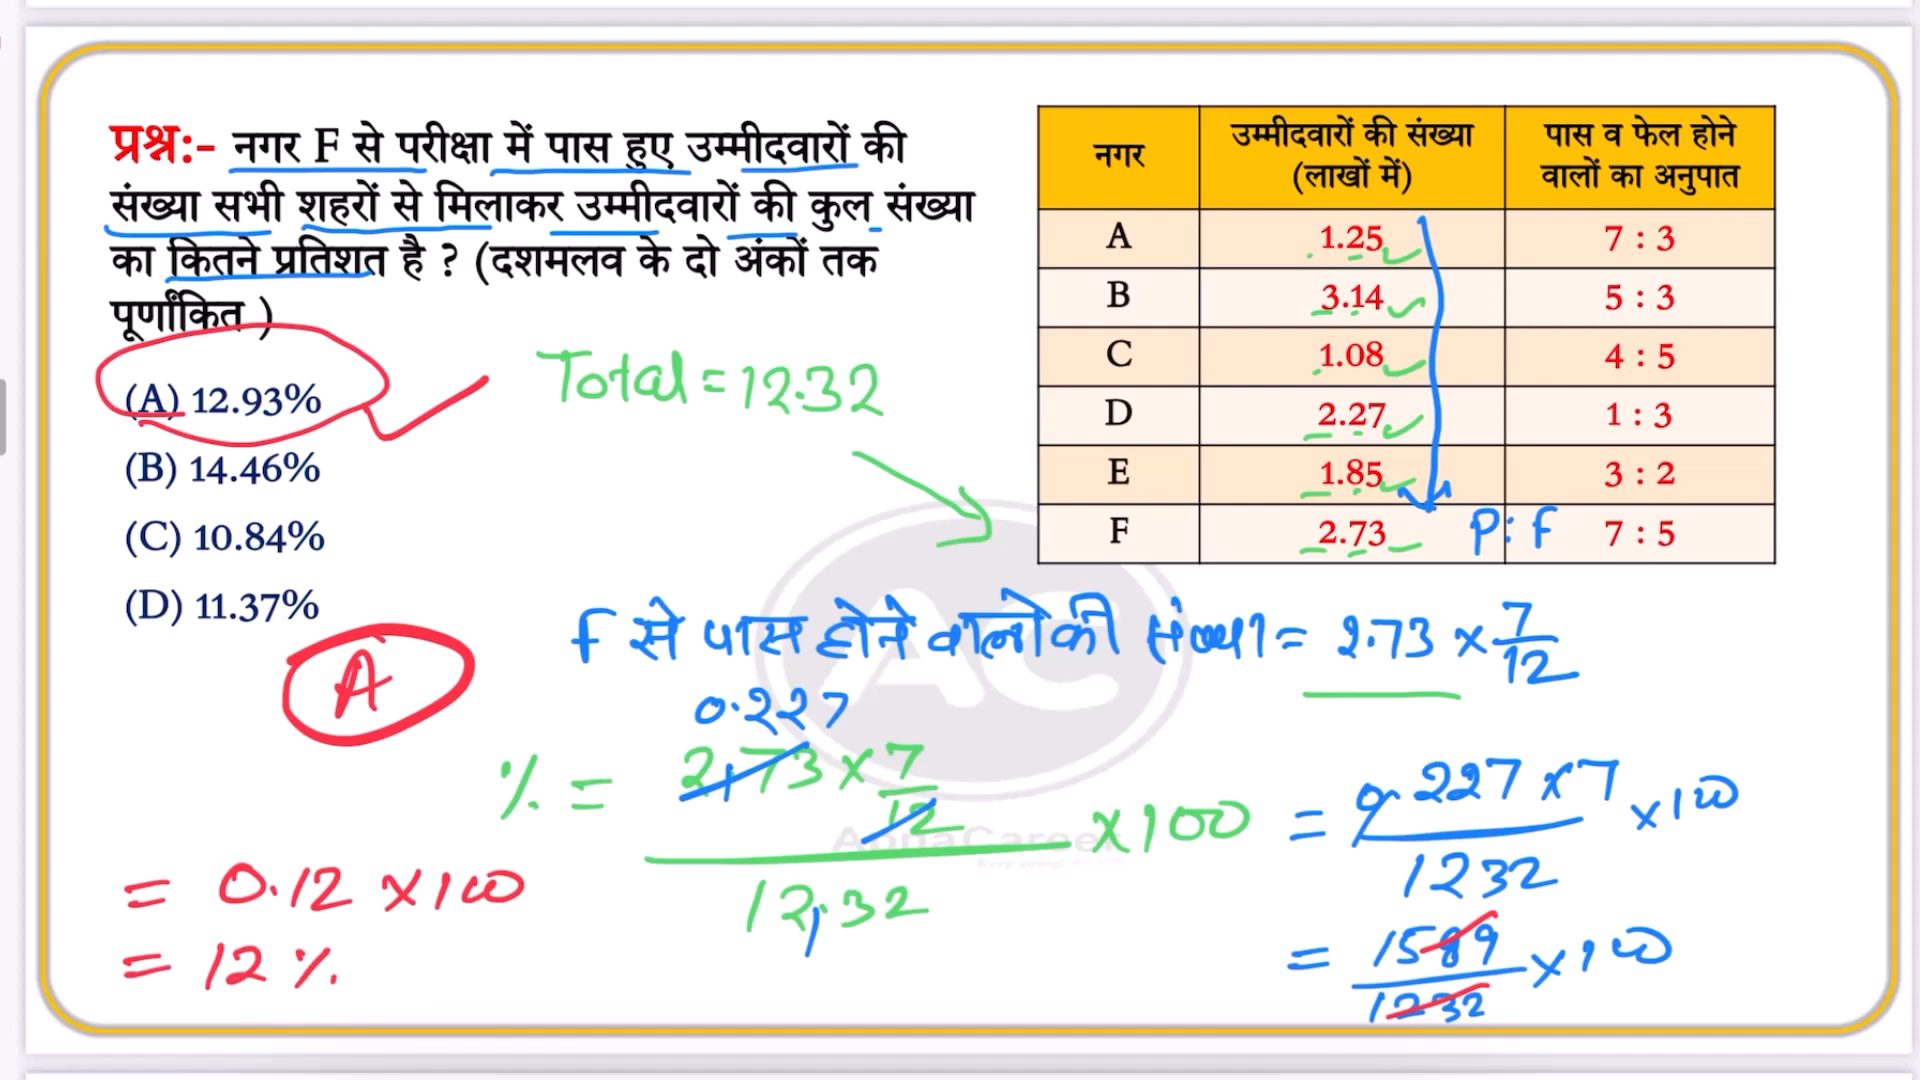 प्रश्न:- नगर F से परीक्षा में पास हुए उम्मीदवारों की
संख्या सभी शहरों से मिलाकर उम्मीदवारों की कुल संख्या
का कितने प्रतिशत है ? (दशमलव के दो अंकों तक
पूर्णांकित )
(A) 12.93%
(B) 14.46%
(C) 10.84%
(D) 11.37%
Total = 12.32
नगर उम्मीदवारों की संख्या (लाखों में) पास व फेल होने वालों का अनुपात
A 1.25 7 : 3
B 3.14 5 : 3
C 1.08 4 : 5
D 2.27 1 : 3
E 1.85 3 : 2
F 2.73 P : F 7 : 5
F से पास होने वालो की संख्या = 2.73 × 7/12
A
0.227
% = 2.73 × 7/12
12.32
× 100
= 0.227 × 7
1232
× 100
= 1589
1232
× 100
= 0.12 × 100
= 12 %
AC
ApnaCareer